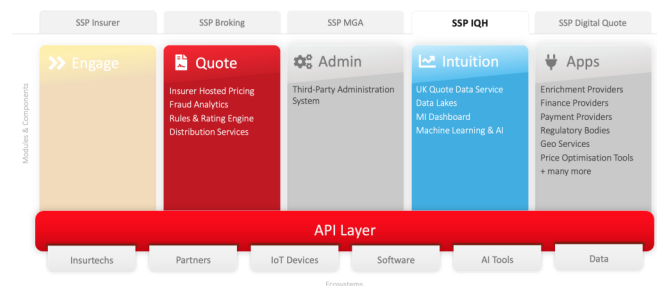 SSP Insurer
SSP Broking
SSP MGA
SSP IQH
SSP Digital Quote
Modules & Components
Engage
Quote
Insurer Hosted Pricing
Fraud Analytics
Rules & Rating Engine
Distribution Services
Admin
Third-Party Administration
System
Intuition
UK Quote Data Service
Data Lakes
MI Dashboard
Machine Learning & AI
Apps
Enrichment Providers
Finance Providers
Payment Providers
Regulatory Bodies
Geo Services
Price Optimisation Tools
+ many more
API Layer
Insurtechs
Partners
IoT Devices
Software
AI Tools
Data
Ecosystems